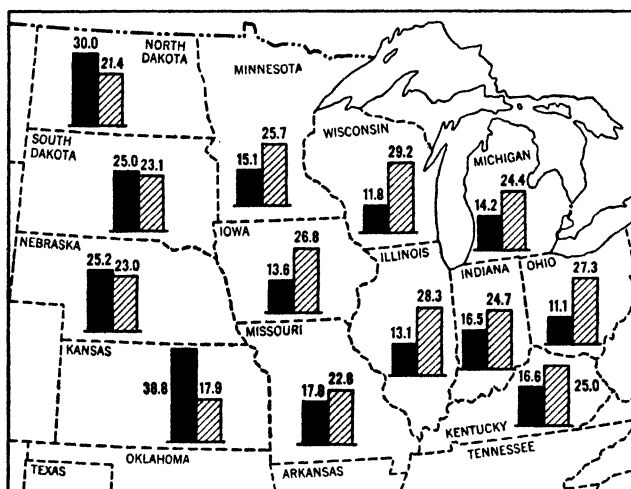 30.0
21.4
NORTH
DAKOTA
MINNESOTA
SOUTH
DAKOTA
25.0 23.1
15.1
25.7
WISCONSIN
11.8
29.2
MICHIGAN
14.2
24.4
NEBRASKA
25.2 23.0
IOWA
13.6
26.8
ILLINOIS
13.1
28.3
INDIANA
16.5
24.7
OHIO
11.1
27.3
KANSAS
38.8
17.9
MISSOURI
17.8
22.8
16.6
25.0
KENTUCKY
TENNESSEE
TEXAS
OKLAHOMA
ARKANSAS